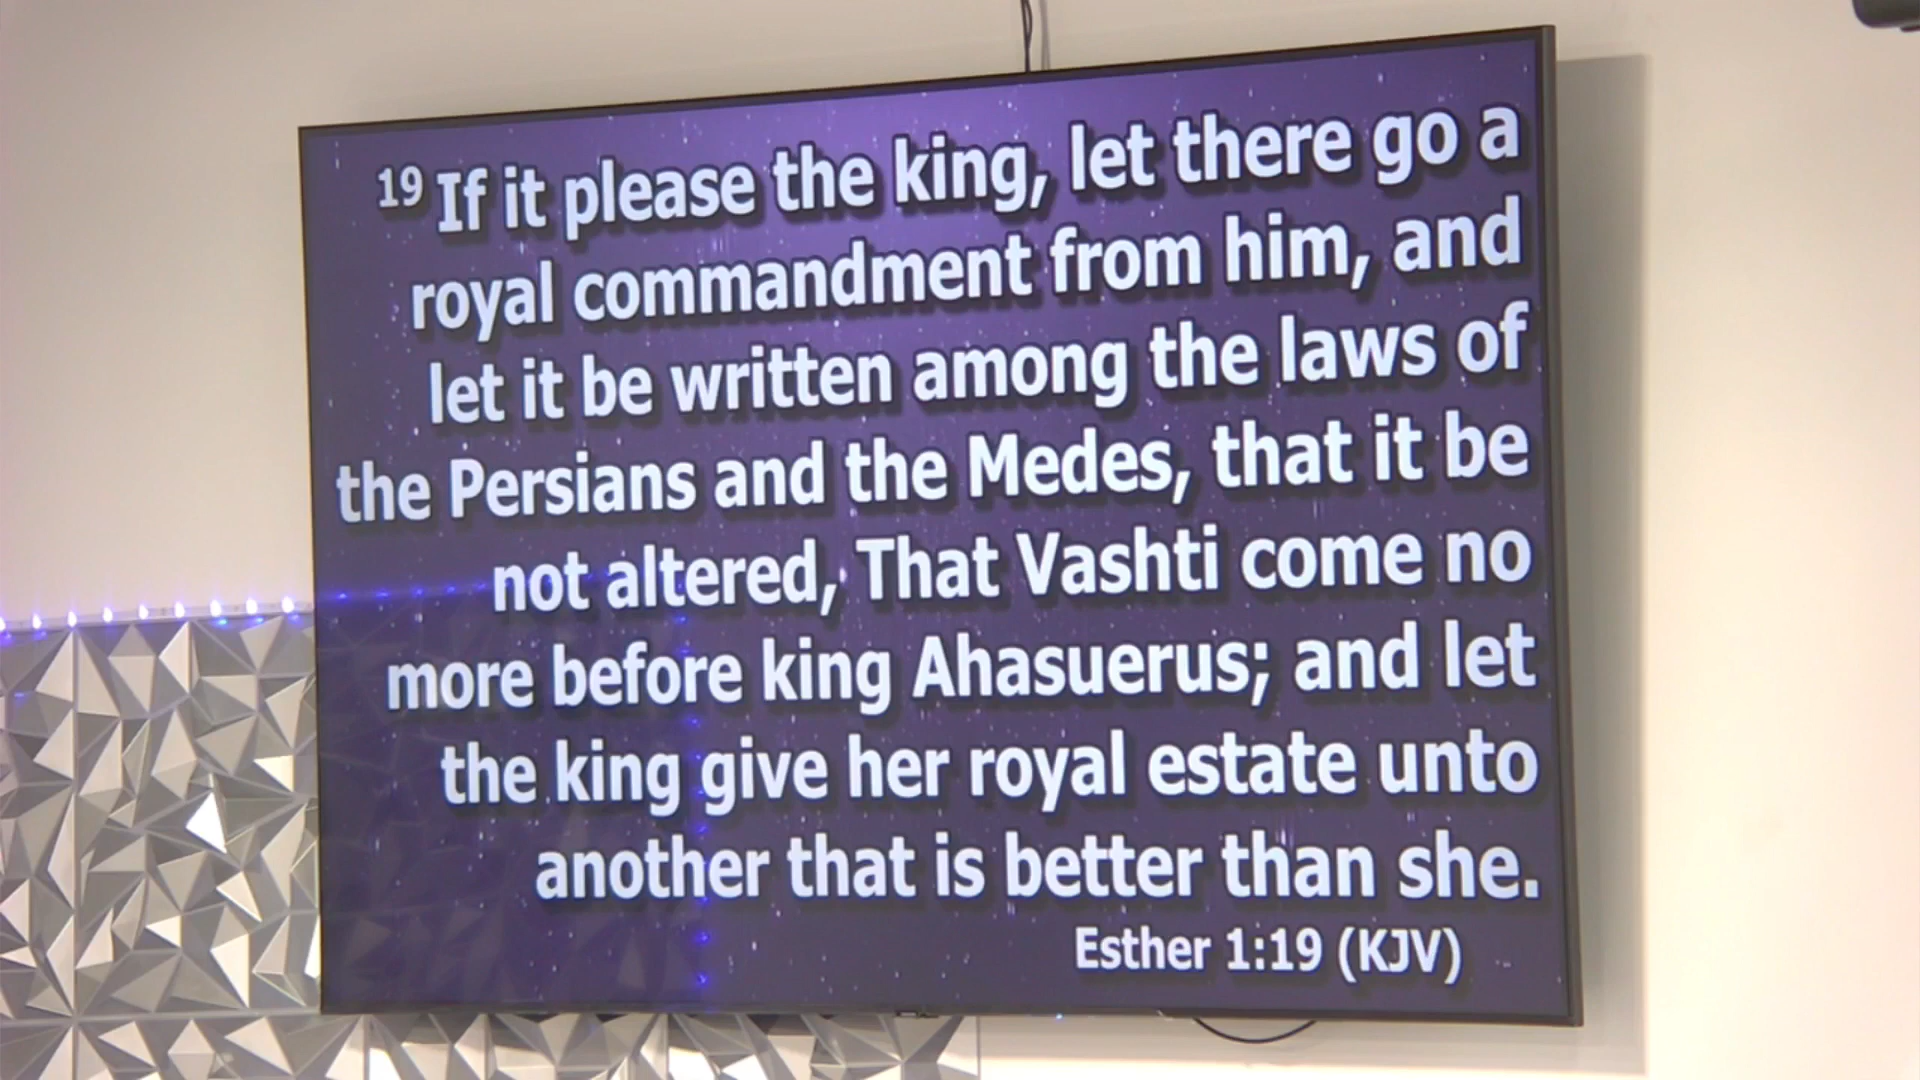 19 If it please the king, let there go a
royal commandment from him, and
let it be written among the laws of
the Persians and the Medes, that it be
not altered, That Vashti come no
more before king Ahasuerus; and let
the king give her royal estate unto
another that is better than she.
Esther 1:19 (KJV)